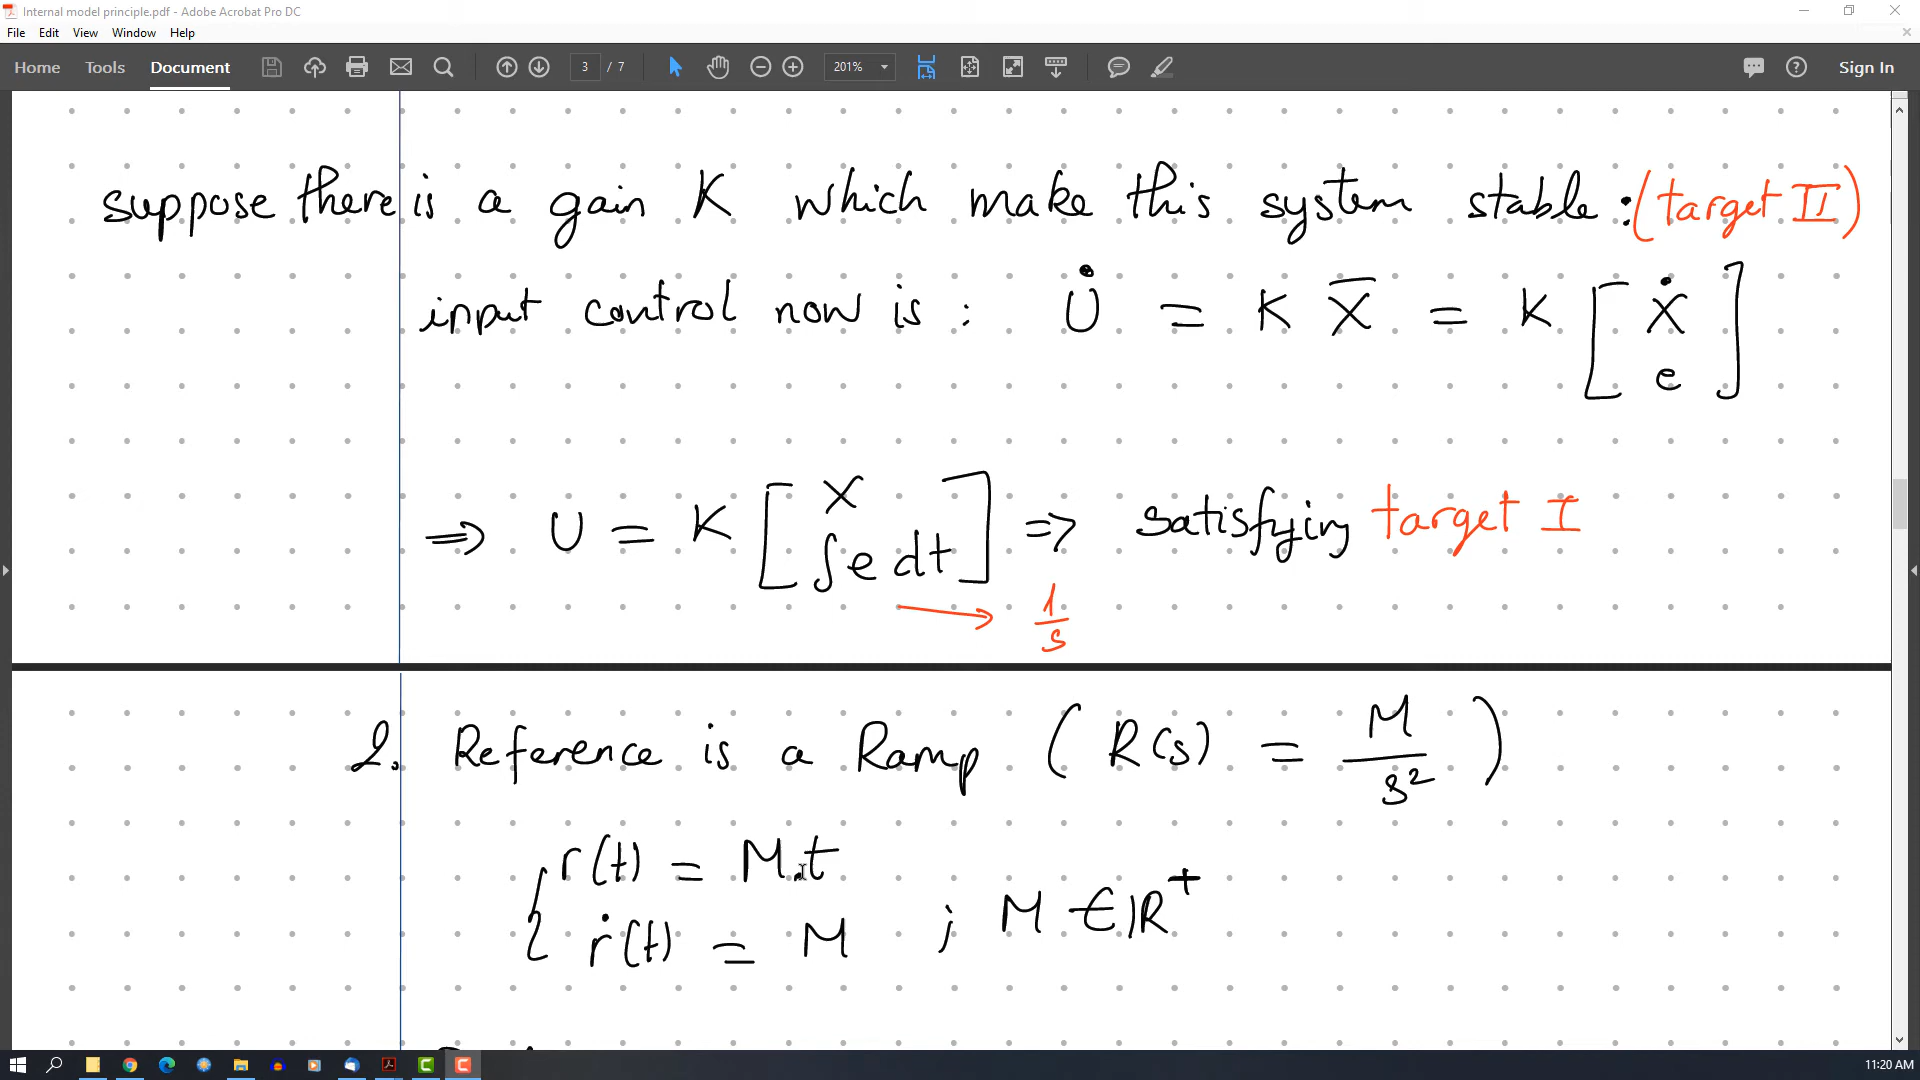 Internal model principle.pdf - Adobe Acrobat Pro DC
File Edit View Window Help
Home Tools Document 3 / 7 201% Sign In
suppose there is a gain K which make this system stable : (target II)
input control now is : U̇ = K X̄ = K [ Ẋ
e ]
⇒ U = K [ X
∫e dt ] ⇒ satisfying target I
→ 1/s
2. Reference is a Ramp ( R(s) = M/s² )
{ r(t) = M.t
ṙ(t) = M ; M ∈ ℝ⁺
11:20 AM